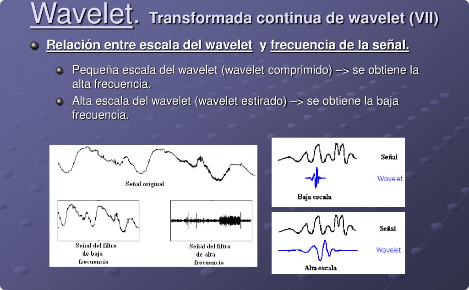 Wavelet. Transformada continua de wavelet (VII)
Relación entre escala del wavelet y frecuencia de la señal.
Pequeña escala del wavelet (wavelet comprimido) –> se obtiene la
alta frecuencia.
Alta escala del wavelet (wavelet estirado) –> se obtiene la baja
frecuencia.
Señal original
Señal del filtro
de baja
frecuencia
Señal del filtro
de alta
frecuencia
Señal
Wavelet
Baja escala
Señal
Wavelet
Alta escala